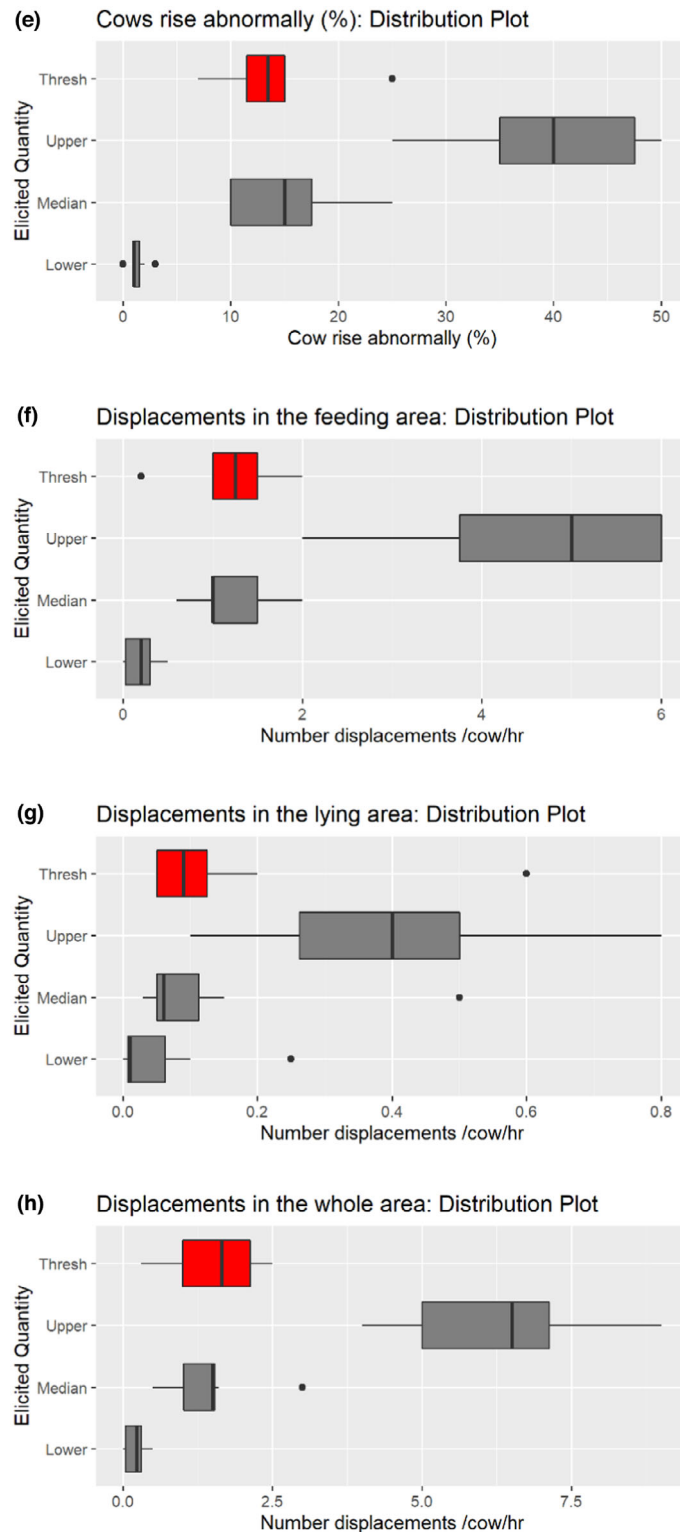 (e) Cows rise abnormally (%): Distribution Plot
Elicited Quantity
Thresh
Upper
Median
Lower
0 10 20 30 40 50
Cow rise abnormally (%)
(f) Displacements in the feeding area: Distribution Plot
Elicited Quantity
Thresh
Upper
Median
Lower
0 2 4 6
Number displacements /cow/hr
(g) Displacements in the lying area: Distribution Plot
Elicited Quantity
Thresh
Upper
Median
Lower
0.0 0.2 0.4 0.6 0.8
Number displacements /cow/hr
(h) Displacements in the whole area: Distribution Plot
Elicited Quantity
Thresh
Upper
Median
Lower
0.0 2.5 5.0 7.5
Number displacements /cow/hr